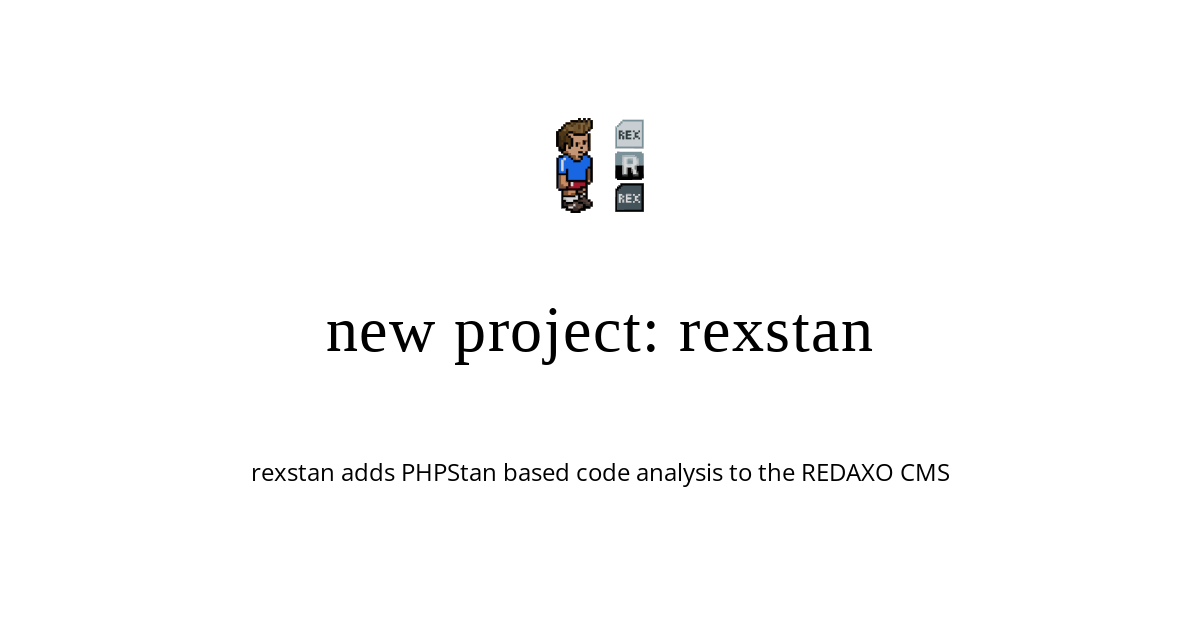 REX
R
REX
new project: rexstan
rexstan adds PHPStan based code analysis to the REDAXO CMS